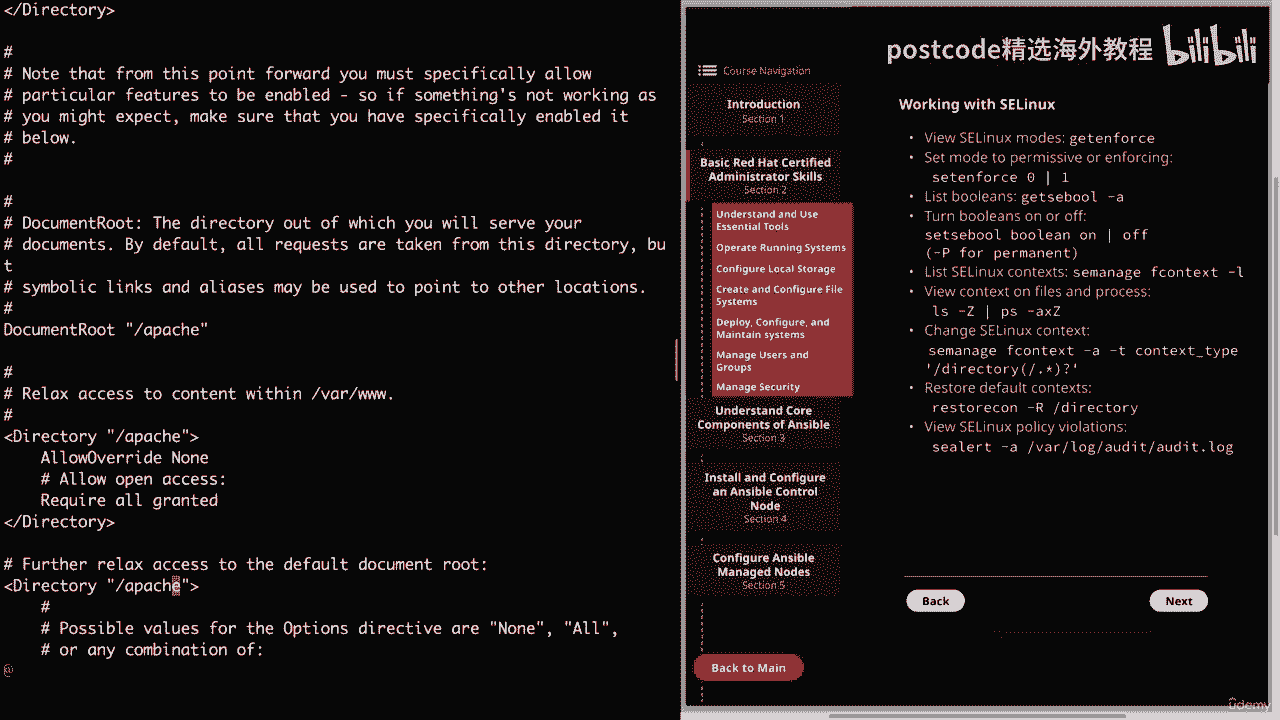 </Directory>
#
# Note that from this point forward you must specifically allow
# particular features to be enabled - so if something's not working as
# you might expect, make sure that you have specifically enabled it
# below.
#
#
# DocumentRoot: The directory out of which you will serve your
# documents. By default, all requests are taken from this directory, bu
t
# symbolic links and aliases may be used to point to other locations.
#
DocumentRoot "/apache"
#
# Relax access to content within /var/www.
#
<Directory "/apache">
    AllowOverride None
    # Allow open access:
    Require all granted
</Directory>
# Further relax access to the default document root:
<Directory "/apache">
    #
    # Possible values for the Options directive are "None", "All",
    # or any combination of:
@
postcode精选海外教程
bilibili
Course Navigation
Introduction
Section 1
Basic Red Hat Certified
Administrator Skills
Section 2
Understand and Use
Essential Tools
Operate Running Systems
Configure Local Storage
Create and Configure File
Systems
Deploy, Configure, and
Maintain systems
Manage Users and
Groups
Manage Security
Understand Core
Components of Ansible
Section 3
Install and Configure
an Ansible Control
Node
Section 4
Configure Ansible
Managed Nodes
Section 5
Back to Main
Working with SELinux
• View SELinux modes: getenforce
• Set mode to permissive or enforcing:
setenforce 0 | 1
• List booleans: getsebool -a
• Turn booleans on or off:
setsebool boolean on | off
(-P for permanent)
• List SELinux contexts: semanage fcontext -l
• View context on files and process:
ls -Z | ps -axZ
• Change SELinux context:
semanage fcontext -a -t context_type
'/directory(/.*)?'
• Restore default contexts:
restorecon -R /directory
• View SELinux policy violations:
sealert -a /var/log/audit/audit.log
Back
Next
ûdemy